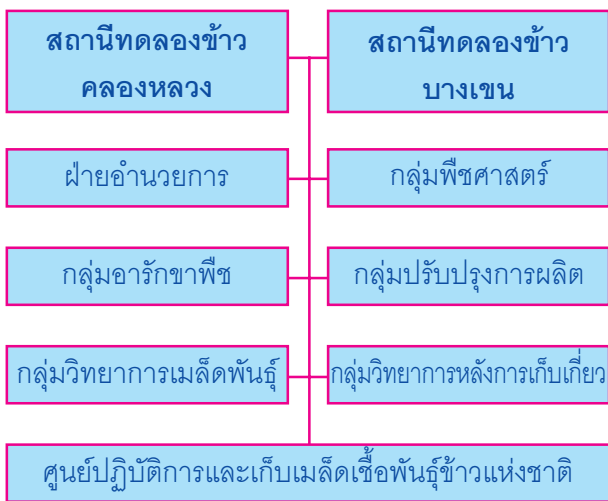 สถานีทดลองข้าว
คลองหลวง
สถานีทดลองข้าว
บางเขน
ฝ่ายอำนวยการ
กลุ่มพืชศาสตร์
กลุ่มอารักขาพืช
กลุ่มปรับปรุงการผลิต
กลุ่มวิทยาการเมล็ดพันธุ์
กลุ่มวิทยาการหลังการเก็บเกี่ยว
ศูนย์ปฏิบัติการและเก็บเมล็ดเชื้อพันธุ์ข้าวแห่งชาติ